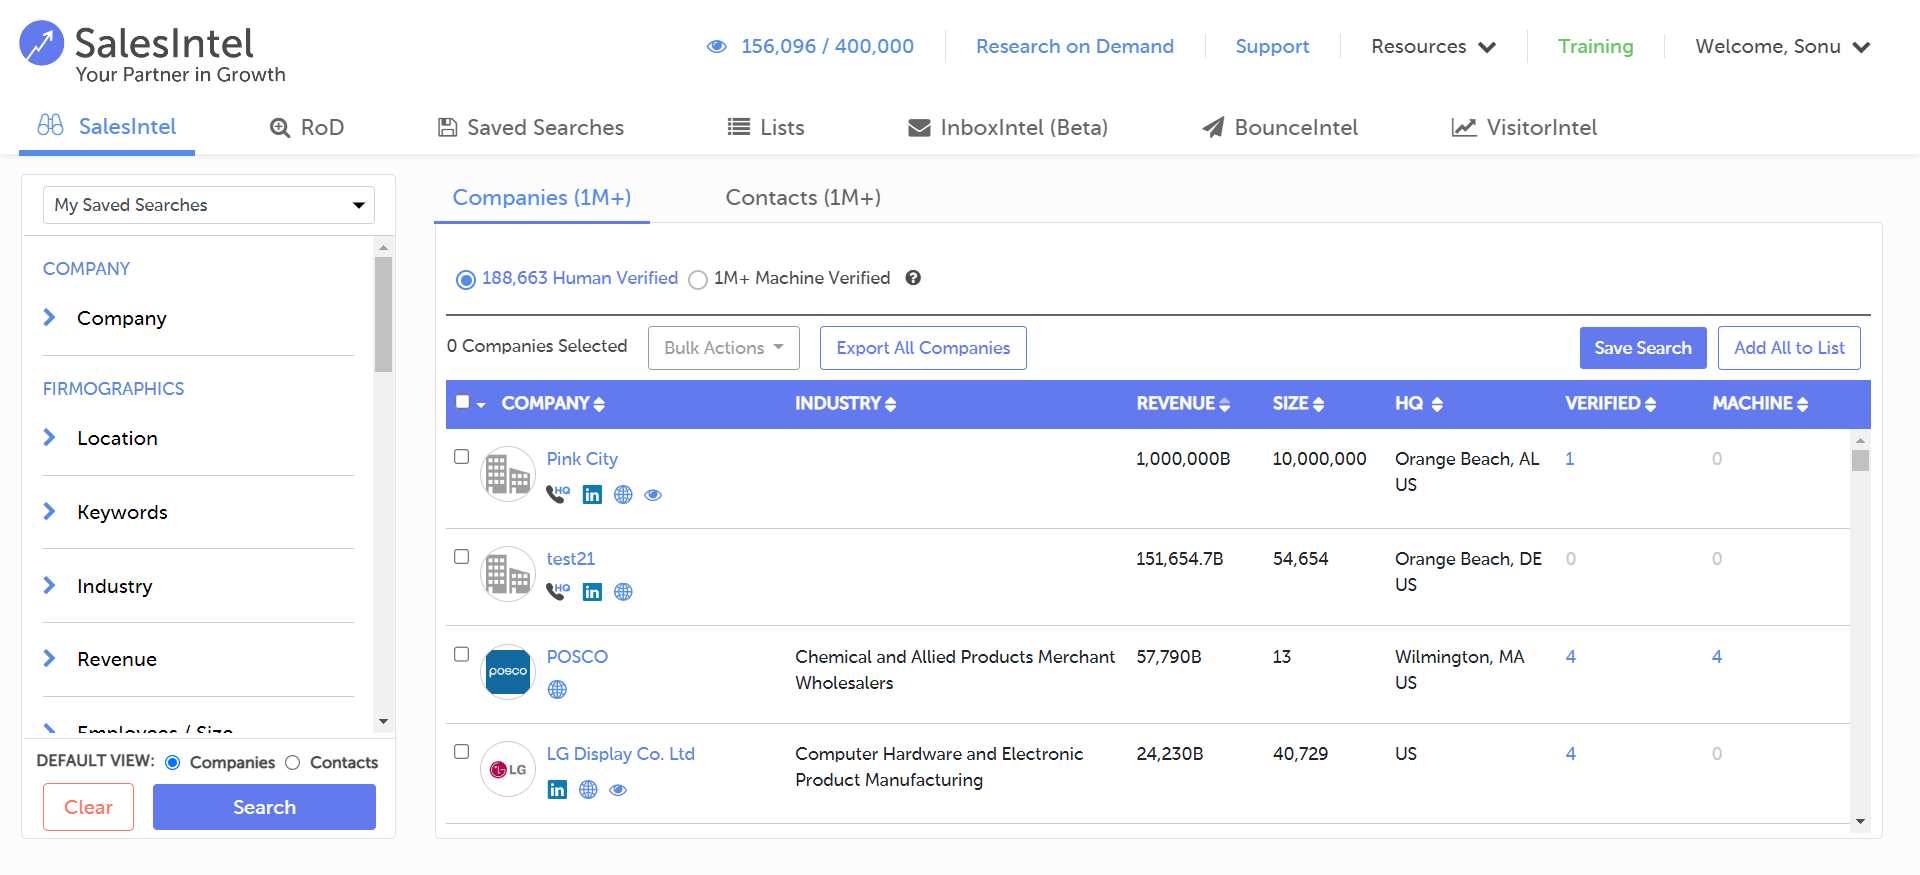 SalesIntel
Your Partner in Growth
156,096 / 400,000
Research on Demand
Support
Resources
Training
Welcome, Sonu
SalesIntel
RoD
Saved Searches
Lists
InboxIntel (Beta)
BounceIntel
VisitorIntel
My Saved Searches
COMPANY
Company
FIRMOGRAPHICS
Location
Keywords
Industry
Revenue
Employees / Size
DEFAULT VIEW: Companies Contacts
Clear
Search
Companies (1M+)
Contacts (1M+)
188,663 Human Verified
1M+ Machine Verified
0 Companies Selected
Bulk Actions
Export All Companies
Save Search
Add All to List
COMPANY INDUSTRY REVENUE SIZE HQ VERIFIED MACHINE
Pink City 1,000,000B 10,000,000 Orange Beach, AL 1 0
US
HQ in
test21 151,654.7B 54,654 Orange Beach, DE 0 0
US
HQ in
POSCO Chemical and Allied Products Merchant 57,790B 13 Wilmington, MA 4 4
posco Wholesalers US
LG Display Co. Ltd Computer Hardware and Electronic 24,230B 40,729 US 4 0
LG Product Manufacturing
in